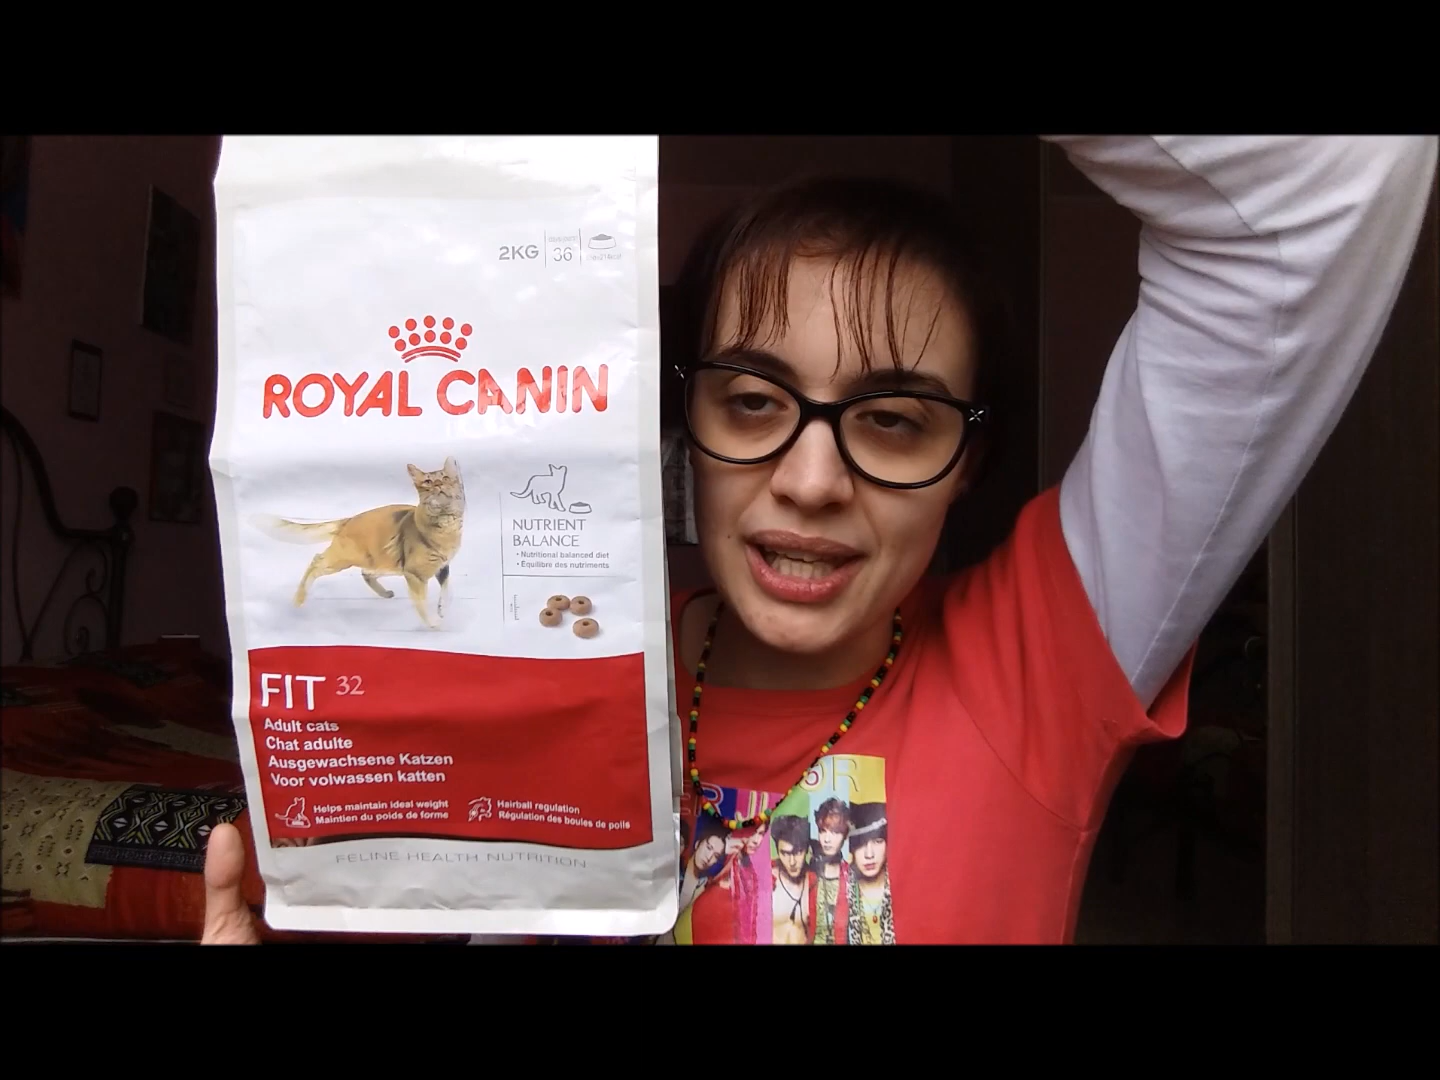 2KG
36
ROYAL CANIN
NUTRIENT
BALANCE
• Nutritional balanced diet
• Équilibre des nutriments
FIT 32
Adult cats
Chat adulte
Ausgewachsene Katzen
Voor volwassen katten
Helps maintain ideal weight
Maintien du poids de forme
Hairball regulation
Régulation des boules de poils
FELINE HEALTH NUTRITION